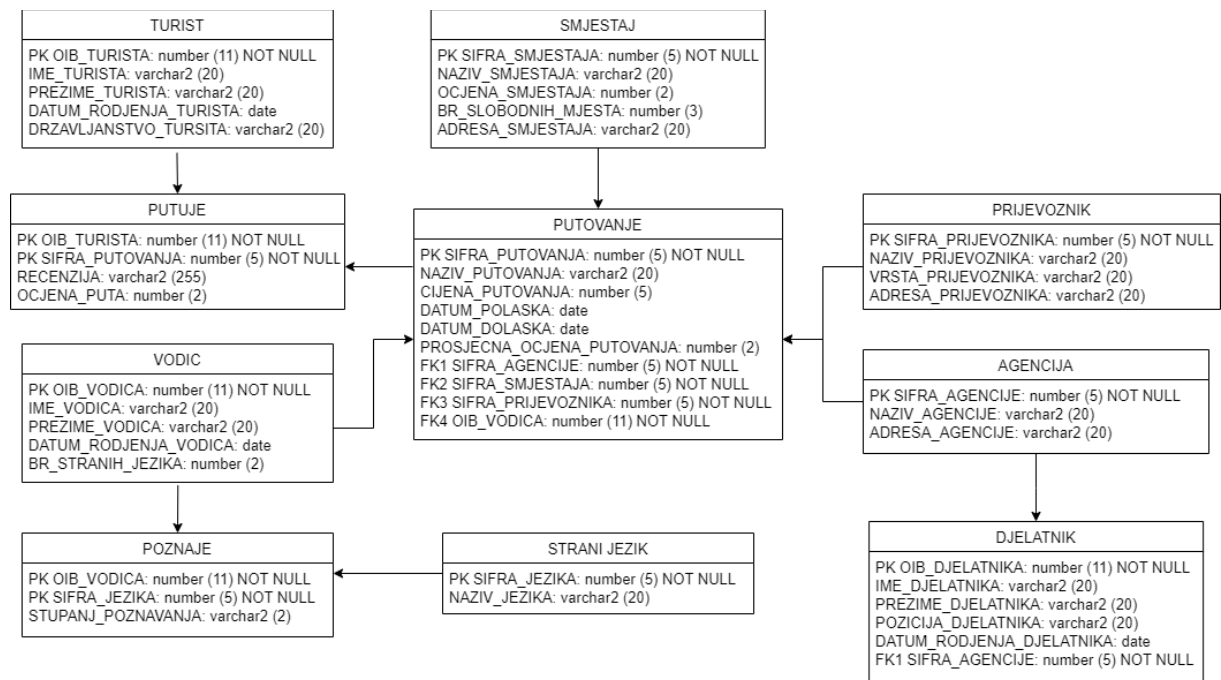 TURIST
PK OIB_TURISTA: number (11) NOT NULL
IME_TURISTA: varchar2 (20)
PREZIME_TURISTA: varchar2 (20)
DATUM_RODJENJA_TURISTA: date
DRZAVLJANSTVO_TURSITA: varchar2 (20)
SMJESTAJ
PK SIFRA_SMJESTAJA: number (5) NOT NULL
NAZIV_SMJESTAJA: varchar2 (20)
OCJENA_SMJESTAJA: number (2)
BR_SLOBODNIH_MJESTA: number (3)
ADRESA_SMJESTAJA: varchar2 (20)
PUTUJE
PK OIB_TURISTA: number (11) NOT NULL
PK SIFRA_PUTOVANJA: number (5) NOT NULL
RECENZIJA: varchar2 (255)
OCJENA_PUTA: number (2)
PUTOVANJE
PK SIFRA_PUTOVANJA: number (5) NOT NULL
NAZIV_PUTOVANJA: varchar2 (20)
CIJENA_PUTOVANJA: number (5)
DATUM_POLASKA: date
DATUM_DOLASKA: date
PROSJECNA_OCJENA_PUTOVANJA: number (2)
FK1 SIFRA_AGENCIJE: number (5) NOT NULL
FK2 SIFRA_SMJESTAJA: number (5) NOT NULL
FK3 SIFRA_PRIJEVOZNIKA: number (5) NOT NULL
FK4 OIB_VODICA: number (11) NOT NULL
PRIJEVOZNIK
PK SIFRA_PRIJEVOZNIKA: number (5) NOT NULL
NAZIV_PRIJEVOZNIKA: varchar2 (20)
VRSTA_PRIJEVOZNIKA: varchar2 (20)
ADRESA_PRIJEVOZNIKA: varchar2 (20)
VODIC
PK OIB_VODICA: number (11) NOT NULL
IME_VODICA: varchar2 (20)
PREZIME_VODICA: varchar2 (20)
DATUM_RODJENJA_VODICA: date
BR_STRANIH_JEZIKA: number (2)
AGENCIJA
PK SIFRA_AGENCIJE: number (5) NOT NULL
NAZIV_AGENCIJE: varchar2 (20)
ADRESA_AGENCIJE: varchar2 (20)
POZNAJE
PK OIB_VODICA: number (11) NOT NULL
PK SIFRA_JEZIKA: number (5) NOT NULL
STUPANJ_POZNAVANJA: varchar2 (2)
STRANI JEZIK
PK SIFRA_JEZIKA: number (5) NOT NULL
NAZIV_JEZIKA: varchar2 (20)
DJELATNIK
PK OIB_DJELATNIKA: number (11) NOT NULL
IME_DJELATNIKA: varchar2 (20)
PREZIME_DJELATNIKA: varchar2 (20)
POZICIJA_DJELATNIKA: varchar2 (20)
DATUM_RODJENJA_DJELATNIKA: date
FK1 SIFRA_AGENCIJE: number (5) NOT NULL